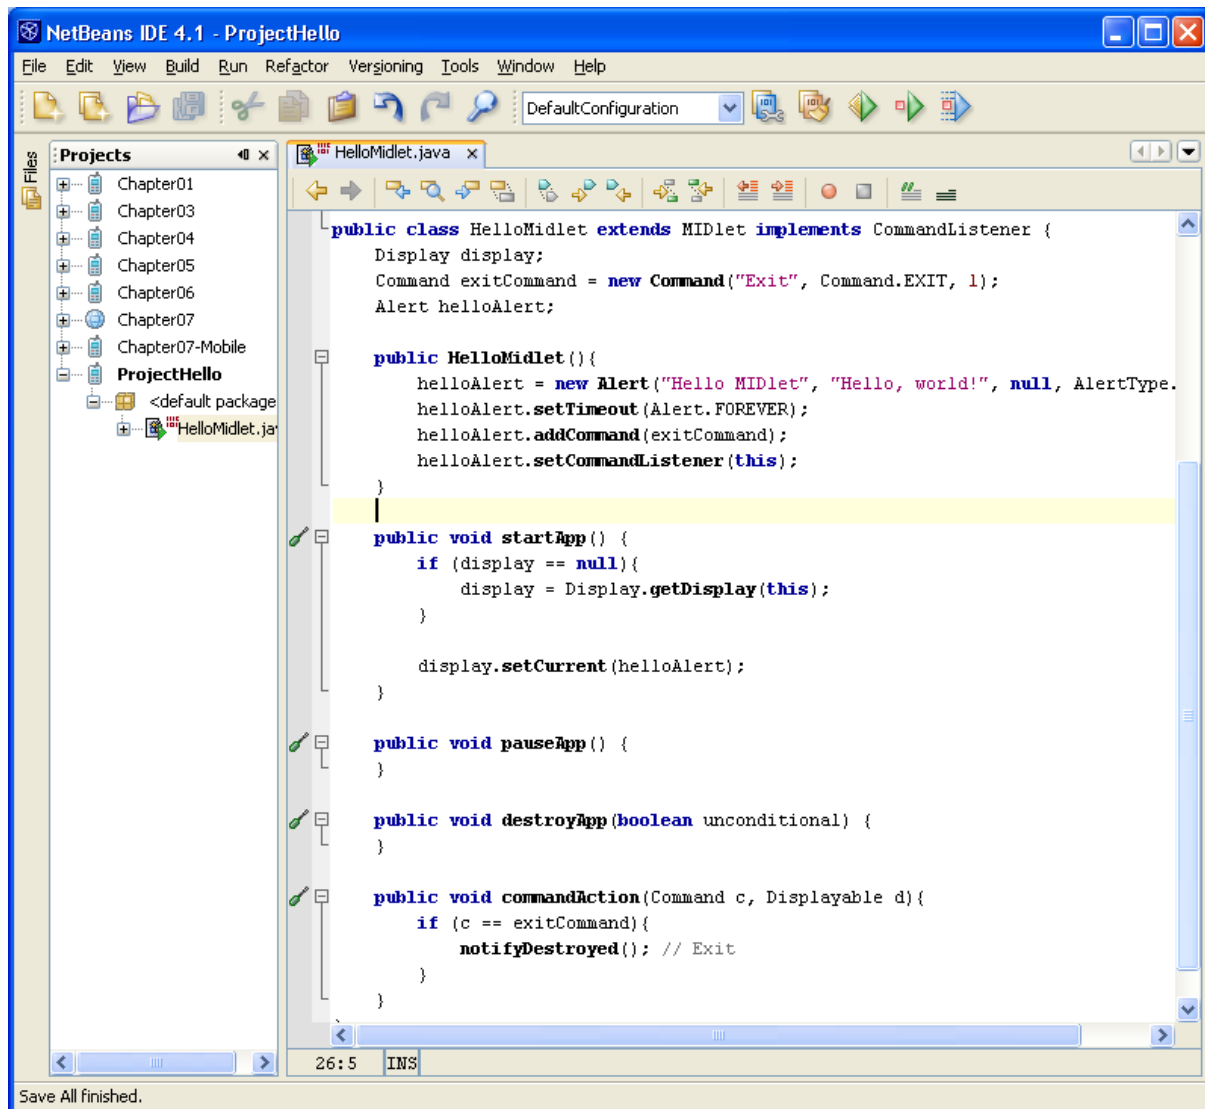 NetBeans IDE 4.1 - ProjectHello
File Edit View Build Run Refactor Versioning Tools Window Help
DefaultConfiguration
Files
Projects
Chapter01
Chapter03
Chapter04
Chapter05
Chapter06
Chapter07
Chapter07-Mobile
ProjectHello
<default package
HelloMidlet.ja
HelloMidlet.java x
public class HelloMidlet extends MIDlet implements CommandListener {
Display display;
Command exitCommand = new Command("Exit", Command.EXIT, 1);
Alert helloAlert;
public HelloMidlet(){
helloAlert = new Alert("Hello MIDlet", "Hello, world!", null, AlertType.
helloAlert.setTimeout(Alert.FOREVER);
helloAlert.addCommand(exitCommand);
helloAlert.setCommandListener(this);
}
public void startApp() {
if (display == null){
display = Display.getDisplay(this);
}
display.setCurrent(helloAlert);
}
public void pauseApp() {
}
public void destroyApp(boolean unconditional) {
}
public void commandAction(Command c, Displayable d){
if (c == exitCommand){
notifyDestroyed(); // Exit
}
}
26:5 INS
Save All finished.